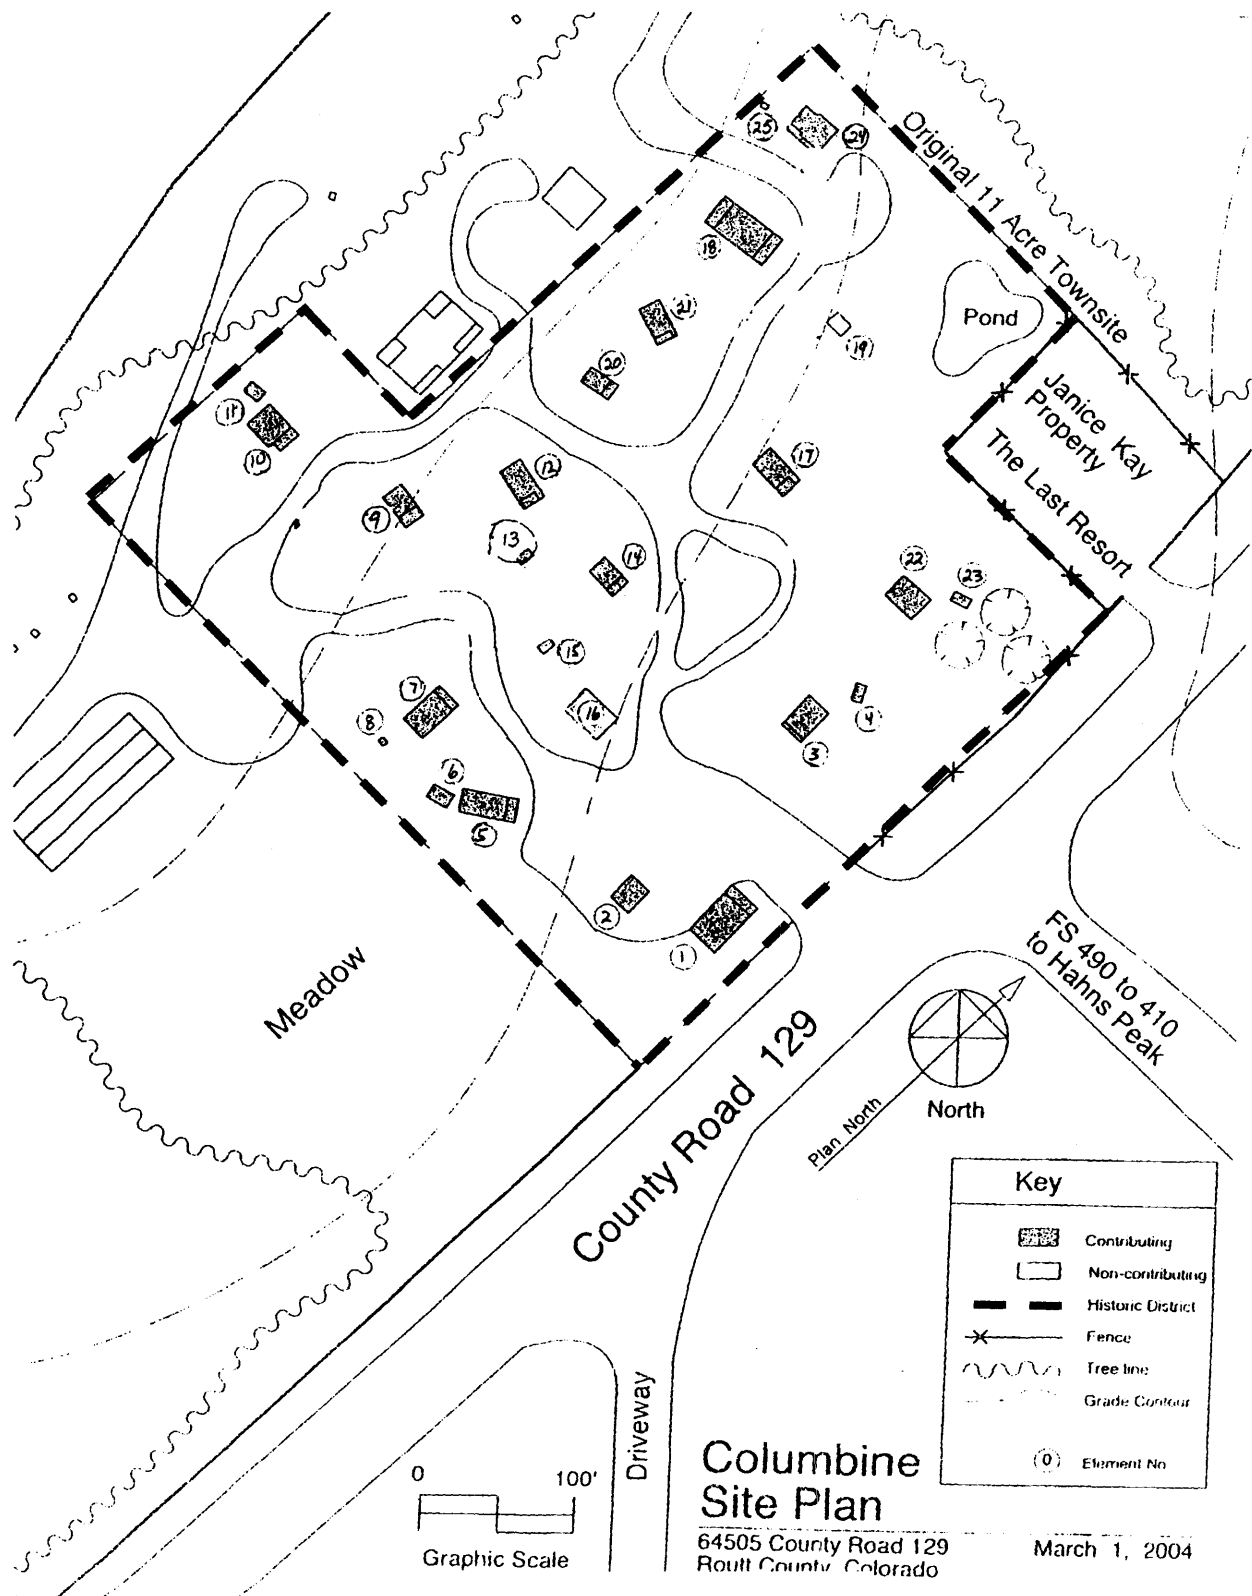 25
24
Original 11 Acre Townsite
18
21
19
Pond
20
Janice Kay
Property
The Last Resort
11
10
17
12
9
13
14
22
23
15
7
8
16
4
3
6
5
2
1
Meadow
FS 490 to 410
to Hahns Peak
County Road 129
Plan North
North
Key
Contributing
Non-contributing
Historic District
Fence
Tree line
Grade Contour
0 Element No
Driveway
0 100'
Graphic Scale
Columbine
Site Plan
64505 County Road 129
Routt County, Colorado
March 1, 2004